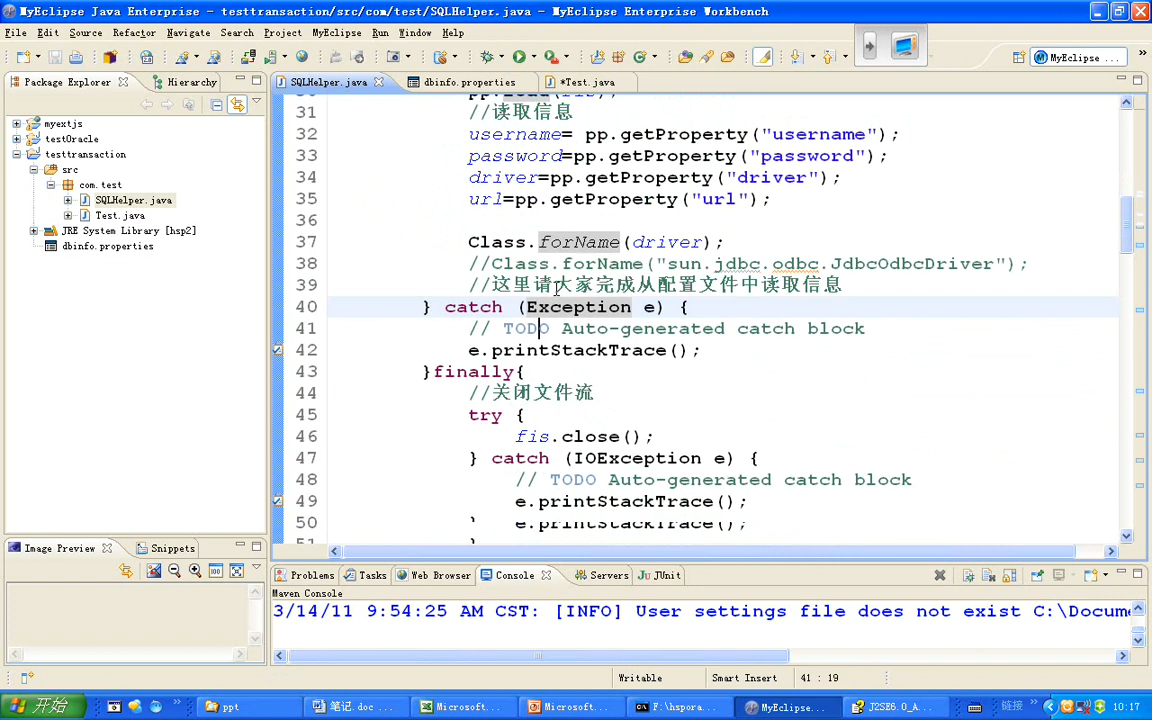 MyEclipse Java Enterprise - testtransaction/src/com/test/SQLHelper.java - MyEclipse Enterprise Workbench
File Edit Source Refactor Navigate Search Project MyEclipse Run Window Help
MyEclipse ...
Package Explorer Hierarchy
SQLHelper.java dbinfo.properties *Test.java
myextjs
testOracle
testtransaction
src
com.test
SQLHelper.java
Test.java
JRE System Library [hsp2]
dbinfo.properties
31 //读取信息
32 username= pp.getProperty("username");
33 password=pp.getProperty("password");
34 driver=pp.getProperty("driver");
35 url=pp.getProperty("url");
36
37 Class.forName(driver);
38 //Class.forName("sun.jdbc.odbc.JdbcOdbcDriver");
39 //这里请大家完成从配置文件中读取信息
40 } catch (Exception e) {
41 // TODO Auto-generated catch block
42 e.printStackTrace();
43 }finally{
44 //关闭文件流
45 try {
46 fis.close();
47 } catch (IOException e) {
48 // TODO Auto-generated catch block
49 e.printStackTrace();
50 e.printStackTrace();
Image Preview Snippets
Problems Tasks Web Browser Console Servers JUnit
Maven Console
3/14/11 9:54:25 AM CST: [INFO] User settings file does not exist C:\Docume
Writable Smart Insert 41 : 19
开始 ppt 笔记.doc ... Microsoft... Microsoft... F:\hspora... MyEclipse... J2SE6.0_A... 链接 10:17